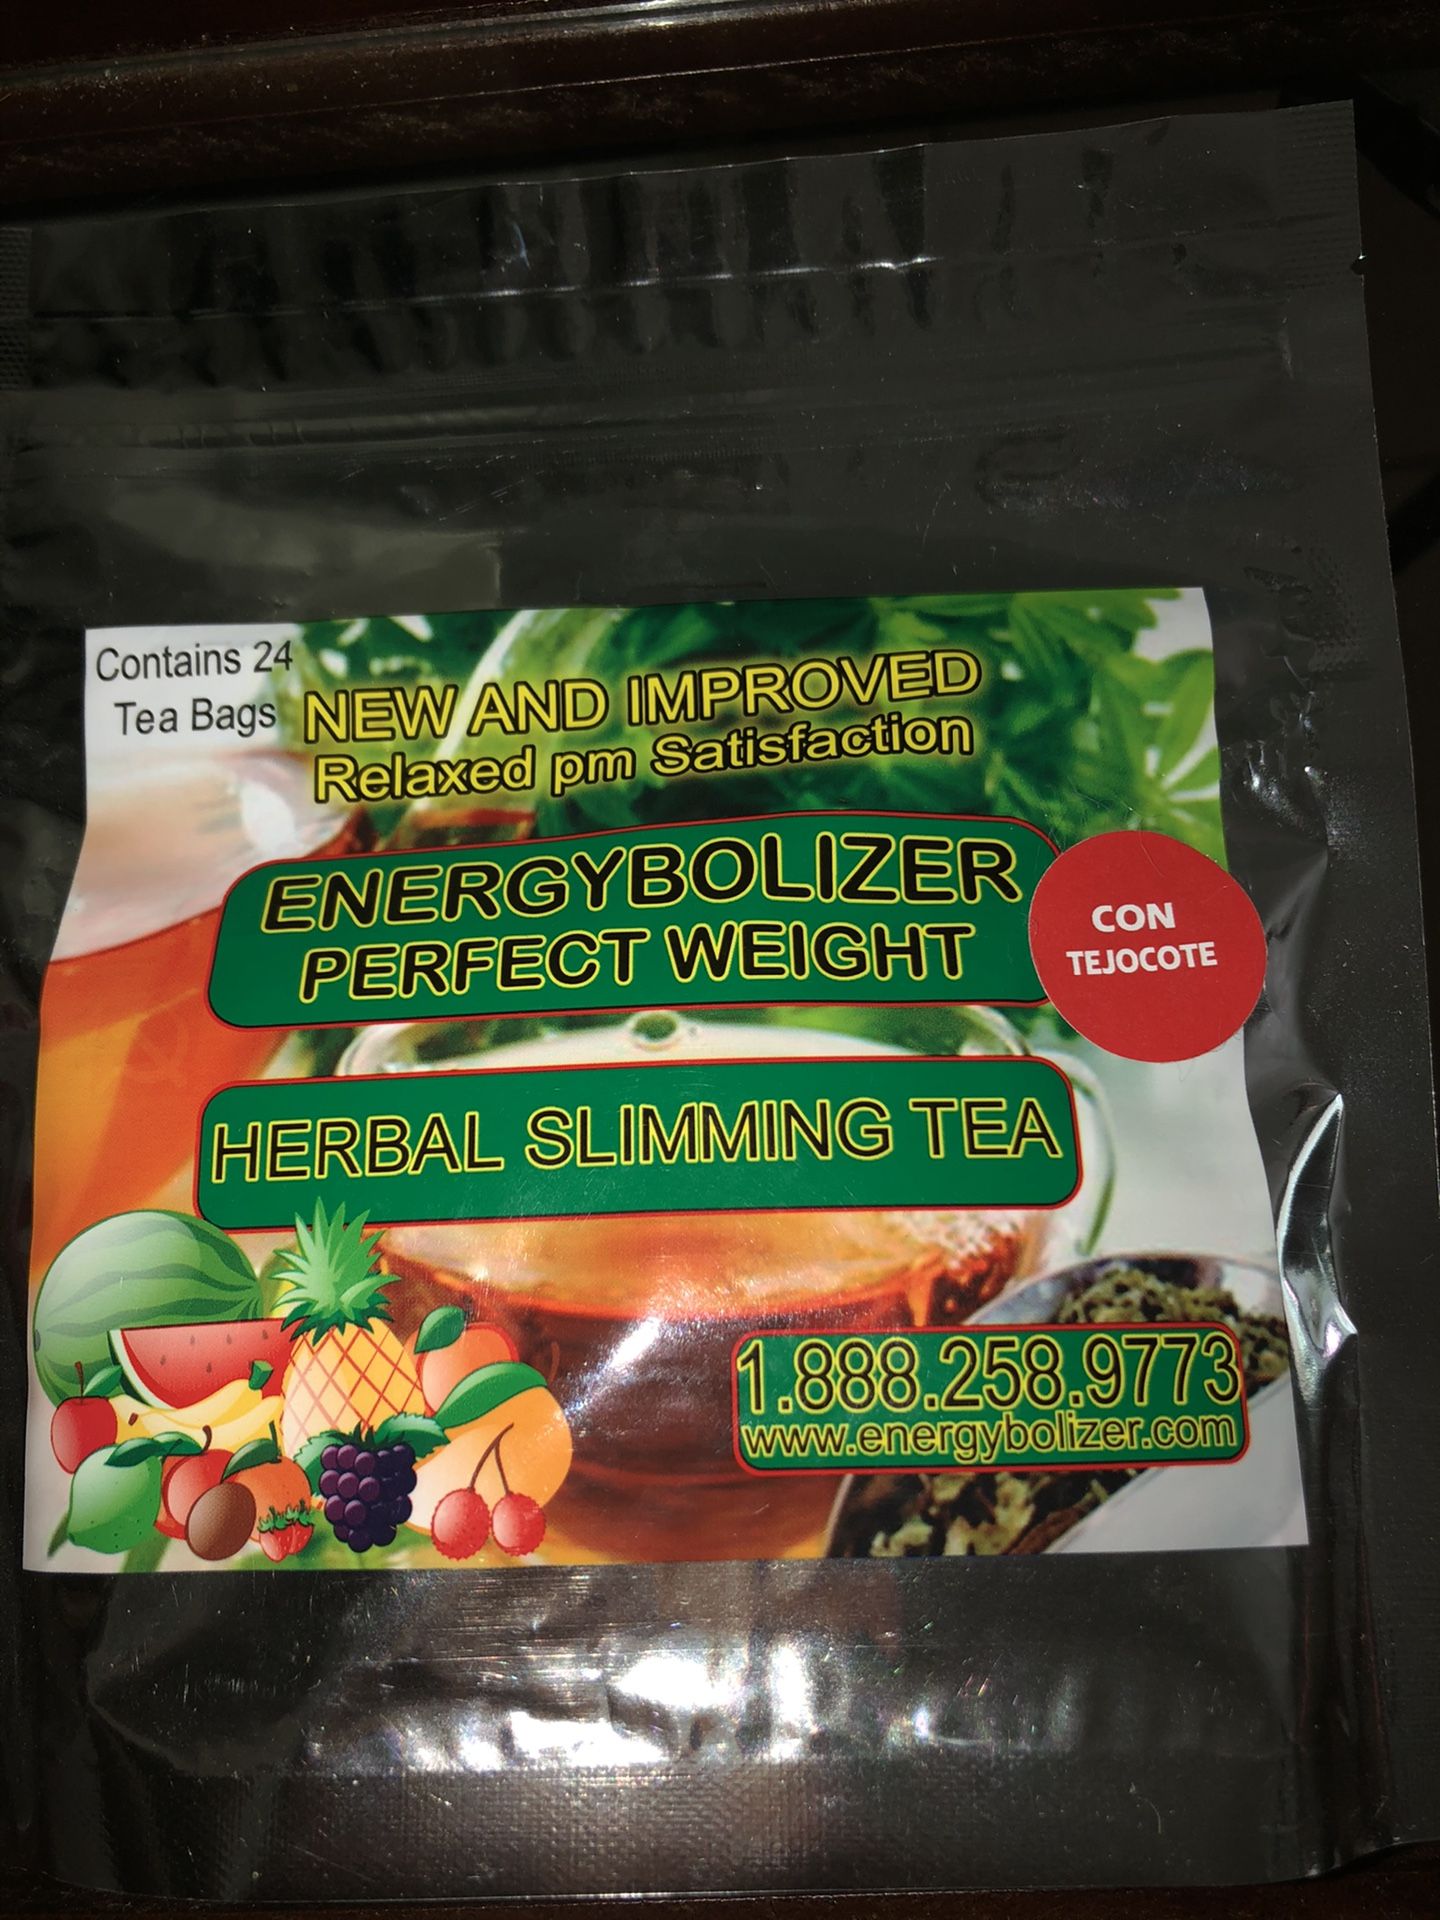 Contains 24
Tea Bags
NEW AND IMPROVED
Relaxed pm Satisfaction
ENERGYBOLIZER
PERFECT WEIGHT
CON
TEJOCOTE
HERBAL SLIMMING TEA
1.888.258.9773
www.energybolizer.com